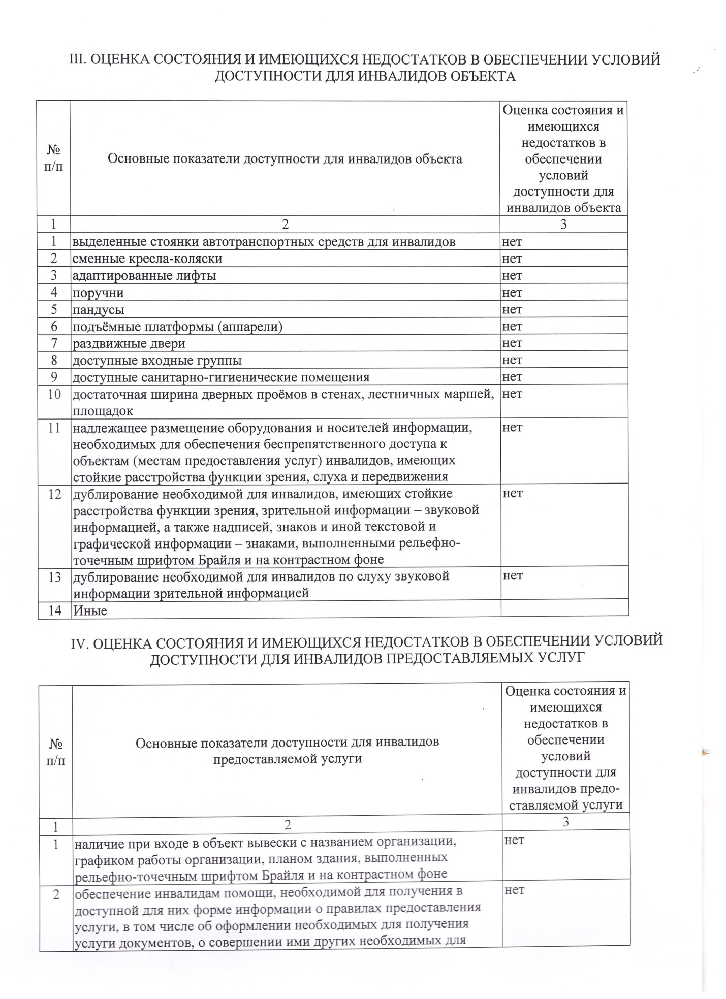 III. ОЦЕНКА СОСТОЯНИЯ И ИМЕЮЩИХСЯ НЕДОСТАТКОВ В ОБЕСПЕЧЕНИИ УСЛОВИЙ
ДОСТУПНОСТИ ДЛЯ ИНВАЛИДОВ ОБЪЕКТА
№
п/п
Основные показатели доступности для инвалидов объекта
Оценка состояния и
имеющихся
недостатков в
обеспечении
условий
доступности для
инвалидов объекта
1 2 3
1 выделенные стоянки автотранспортных средств для инвалидов нет
2 сменные кресла-коляски нет
3 адаптированные лифты нет
4 поручни нет
5 пандусы нет
6 подъёмные платформы (аппарели) нет
7 раздвижные двери нет
8 доступные входные группы нет
9 доступные санитарно-гигиенические помещения нет
10 достаточная ширина дверных проёмов в стенах, лестничных маршей, нет
площадок
11 надлежащее размещение оборудования и носителей информации, нет
необходимых для обеспечения беспрепятственного доступа к
объектам (местам предоставления услуг) инвалидов, имеющих
стойкие расстройства функции зрения, слуха и передвижения
12 дублирование необходимой для инвалидов, имеющих стойкие нет
расстройства функции зрения, зрительной информации – звуковой
информацией, а также надписей, знаков и иной текстовой и
графической информации – знаками, выполненными рельефно-
точечным шрифтом Брайля и на контрастном фоне
13 дублирование необходимой для инвалидов по слуху звуковой нет
информации зрительной информацией
14 Иные
IV. ОЦЕНКА СОСТОЯНИЯ И ИМЕЮЩИХСЯ НЕДОСТАТКОВ В ОБЕСПЕЧЕНИИ УСЛОВИЙ
ДОСТУПНОСТИ ДЛЯ ИНВАЛИДОВ ПРЕДОСТАВЛЯЕМЫХ УСЛУГ
№
п/п
Основные показатели доступности для инвалидов
предоставляемой услуги
Оценка состояния и
имеющихся
недостатков в
обеспечении
условий
доступности для
инвалидов предо-
ставляемой услуги
1 2 3
1 наличие при входе в объект вывески с названием организации, нет
графиком работы организации, планом здания, выполненных
рельефно-точечным шрифтом Брайля и на контрастном фоне
2 обеспечение инвалидам помощи, необходимой для получения в нет
доступной для них форме информации о правилах предоставления
услуги, в том числе об оформлении необходимых для получения
услуги документов, о совершении ими других необходимых для